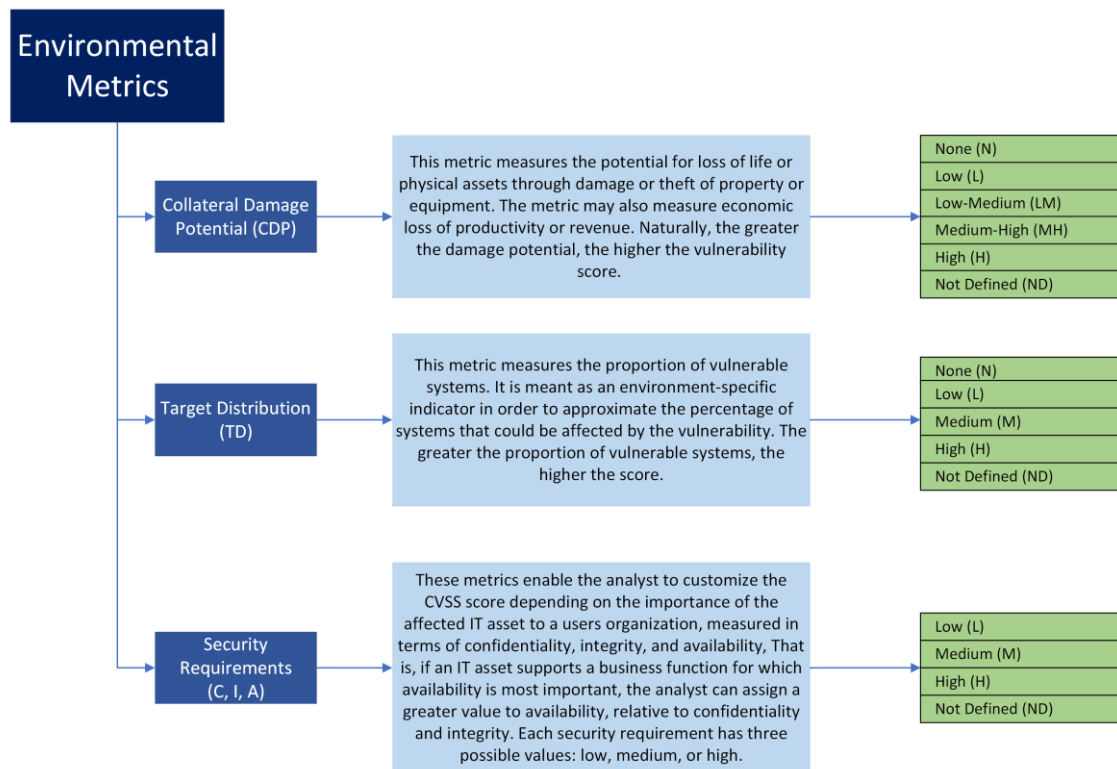 Environmental
Metrics
Collateral Damage
Potential (CDP)
This metric measures the potential for loss of life or
physical assets through damage or theft of property or
equipment. The metric may also measure economic
loss of productivity or revenue. Naturally, the greater
the damage potential, the higher the vulnerability
score.
None (N)
Low (L)
Low-Medium (LM)
Medium-High (MH)
High (H)
Not Defined (ND)
Target Distribution
(TD)
This metric measures the proportion of vulnerable
systems. It is meant as an environment-specific
indicator in order to approximate the percentage of
systems that could be affected by the vulnerability. The
greater the proportion of vulnerable systems, the
higher the score.
None (N)
Low (L)
Medium (M)
High (H)
Not Defined (ND)
Security
Requirements
(C, I, A)
These metrics enable the analyst to customize the
CVSS score depending on the importance of the
affected IT asset to a users organization, measured in
terms of confidentiality, integrity, and availability, That
is, if an IT asset supports a business function for which
availability is most important, the analyst can assign a
greater value to availability, relative to confidentiality
and integrity. Each security requirement has three
possible values: low, medium, or high.
Low (L)
Medium (M)
High (H)
Not Defined (ND)